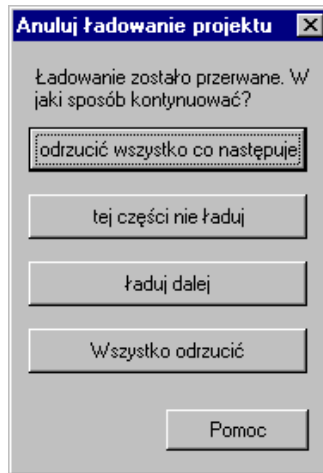 Anuluj ładowanie projektu
Ładowanie zostało przerwane. W
jaki sposób kontynuować?
odrzucić wszystko co następuje
tej części nie ładuj
ładuj dalej
Wszystko odrzucić
Pomoc